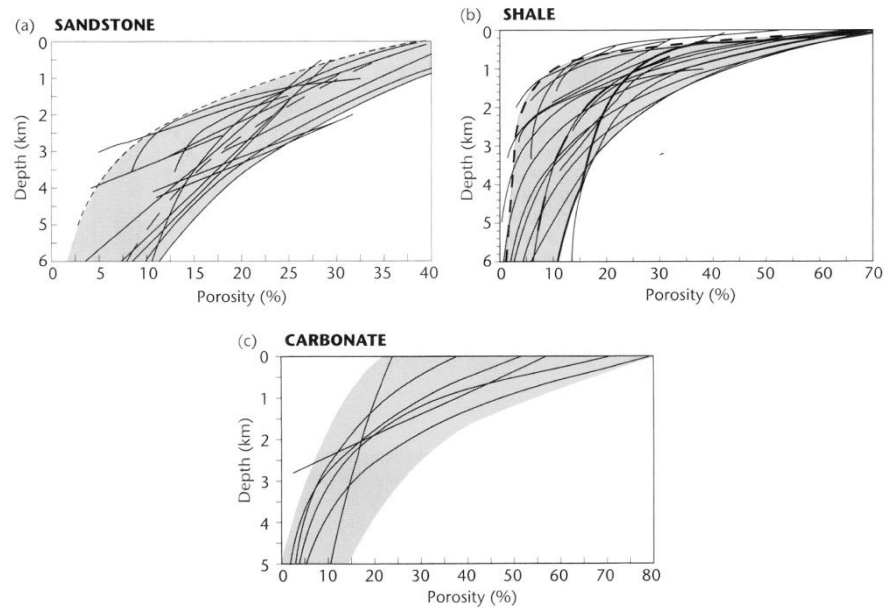 (a) SANDSTONE
0
1
2
3
4
5
6
Depth (km)
0 5 10 15 20 25 30 35 40
Porosity (%)
(b) SHALE
0
1
2
3
4
5
6
Depth (km)
0 10 20 30 40 50 60 70
Porosity (%)
(c) CARBONATE
0
1
2
3
4
5
Depth (km)
0 10 20 30 40 50 60 70 80
Porosity (%)